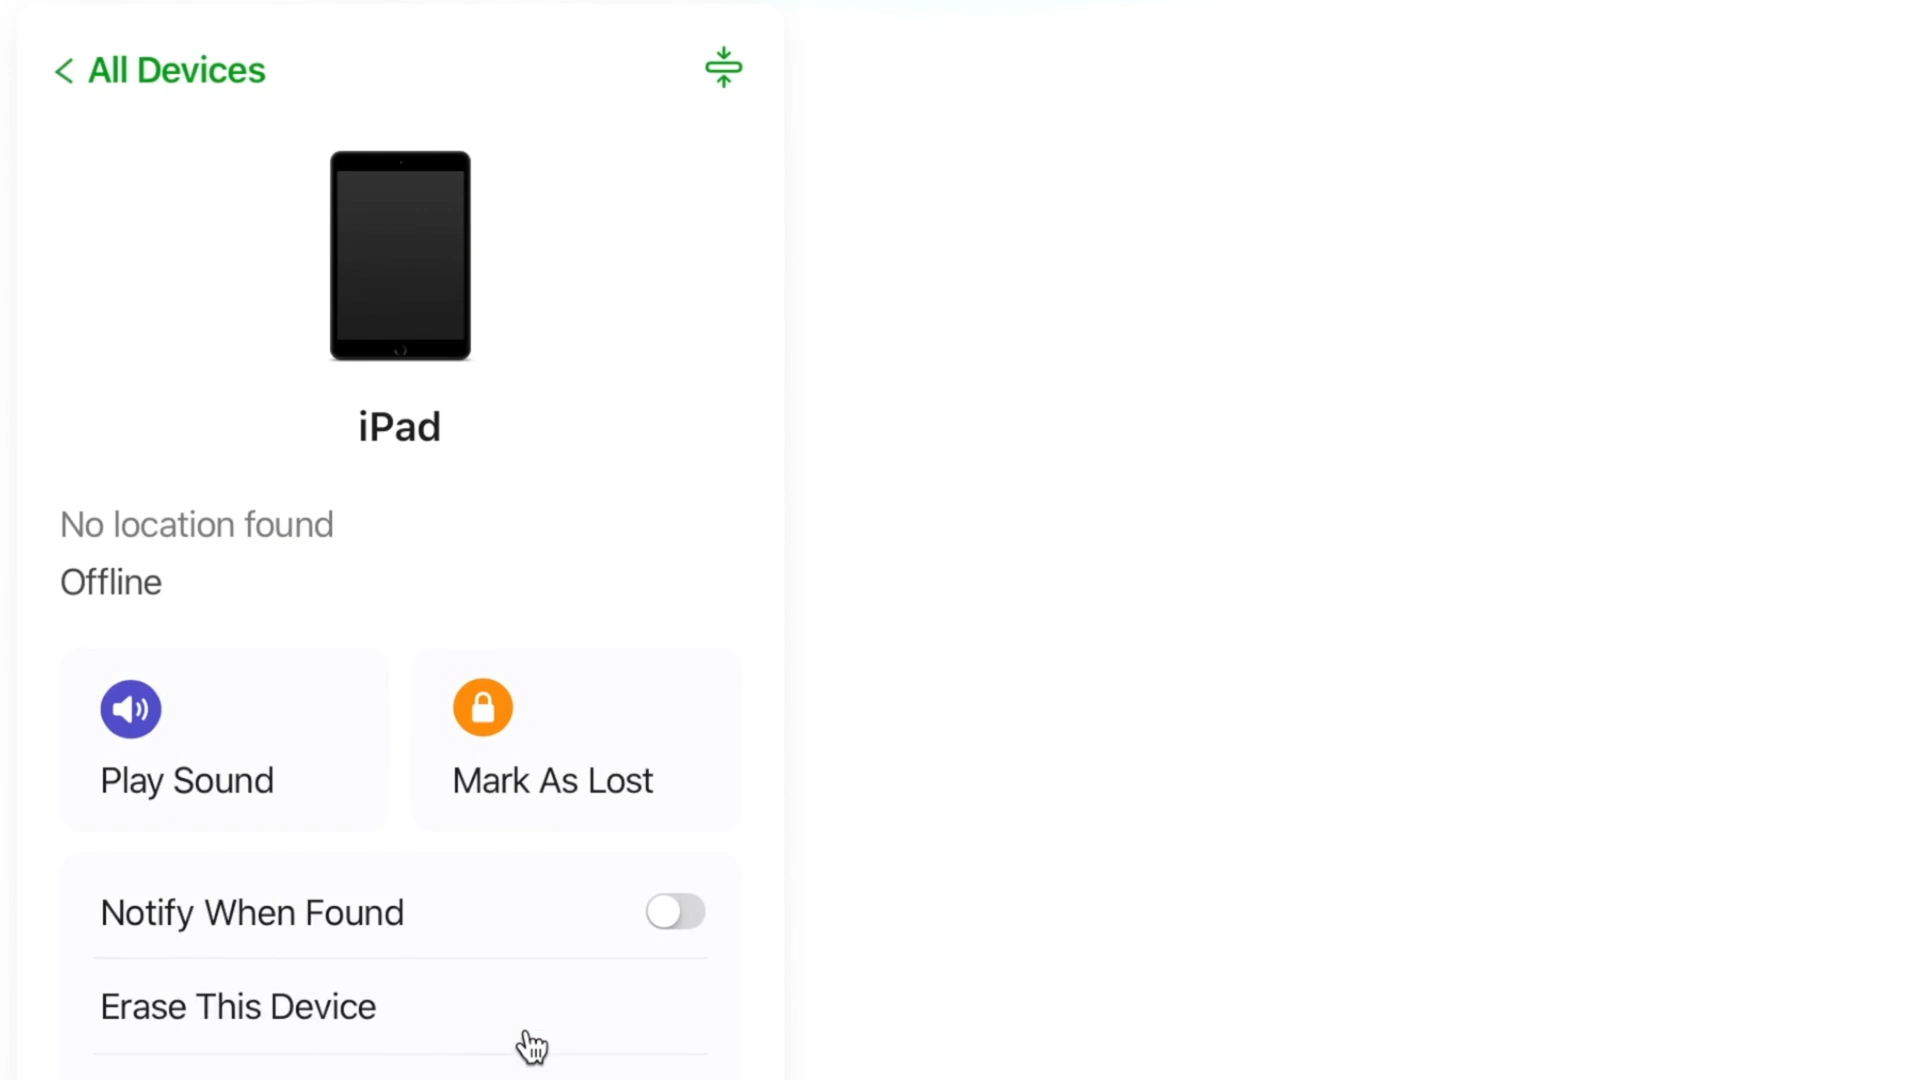 All Devices
iPad
No location found
Offline
Play Sound
Mark As Lost
Notify When Found
Erase This Device